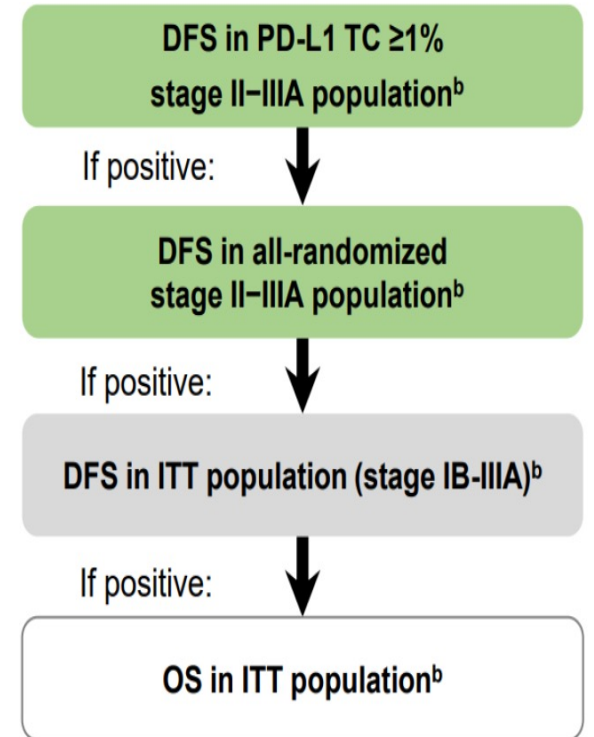 DFS in PD-L1 TC ≥1%
stage II–IIIA populationᵇ
If positive:
DFS in all-randomized
stage II–IIIA populationᵇ
If positive:
DFS in ITT population (stage IB-IIIA)ᵇ
If positive:
OS in ITT populationᵇ